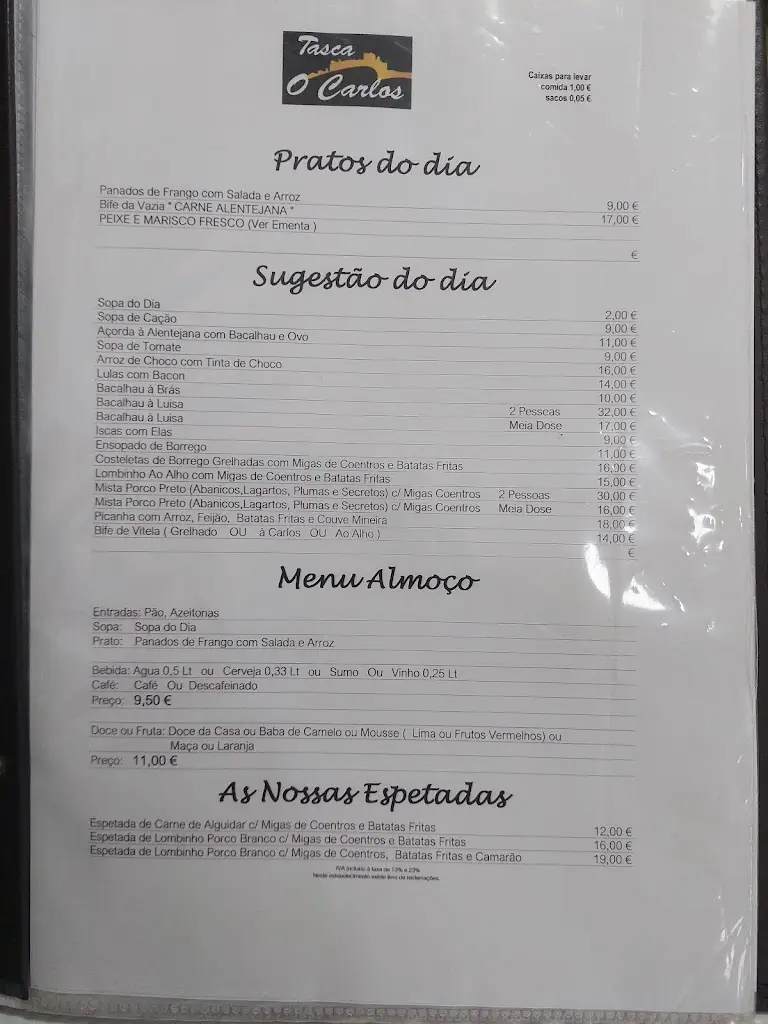 Tasca
O Carlos
Caixas para levar
comida 1,00 €
sacos 0,05 €
Pratos do dia
Panados de Frango com Salada e Arroz 9,00 €
Bife da Vazia " CARNE ALENTEJANA " 17,00 €
PEIXE E MARISCO FRESCO (Ver Ementa )
€
Sugestão do dia
Sopa do Dia 2,00 €
Sopa de Cação 9,00 €
Açorda à Alentejana com Bacalhau e Ovo 11,00 €
Sopa de Tomate 9,00 €
Arroz de Choco com Tinta de Choco 16,00 €
Lulas com Bacon 14,00 €
Bacalhau à Brás 10,00 €
Bacalhau à Luisa 2 Pessoas 32,00 €
Bacalhau à Luisa Meia Dose 17,00 €
Iscas com Elas 9,00 €
Ensopado de Borrego 11,00 €
Costeletas de Borrego Grelhadas com Migas de Coentros e Batatas Fritas 16,00 €
Lombinho Ao Alho com Migas de Coentros e Batatas Fritas 15,00 €
Mista Porco Preto (Abanicos,Lagartos, Plumas e Secretos) c/ Migas Coentros 2 Pessoas 30,00 €
Mista Porco Preto (Abanicos,Lagartos, Plumas e Secretos) c/ Migas Coentros Meia Dose 16,00 €
Picanha com Arroz, Feijão, Batatas Fritas e Couve Mineira 18,00 €
Bife de Vitela ( Grelhado OU à Carlos OU Ao Alho ) 14,00 €
€
Menu Almoço
Entradas: Pão, Azeitonas
Sopa: Sopa do Dia
Prato: Panados de Frango com Salada e Arroz
Bebida: Agua 0,5 Lt ou Cerveja 0,33 Lt ou Sumo Ou Vinho 0,25 Lt
Café: Café Ou Descafeinado
Preço: 9,50 €
Doce ou Fruta: Doce da Casa ou Baba de Camelo ou Mousse ( Lima ou Frutos Vermelhos) ou
Maça ou Laranja
Preço: 11,00 €
As Nossas Espetadas
Espetada de Carne de Alguidar c/ Migas de Coentros e Batatas Fritas 12,00 €
Espetada de Lombinho Porco Branco c/ Migas de Coentros e Batatas Fritas 16,00 €
Espetada de Lombinho Porco Branco c/ Migas de Coentros, Batatas Fritas e Camarão 19,00 €
IVA incluido à taxa de 13% e 23%
Neste estabelecimento existe livro de reclamações.